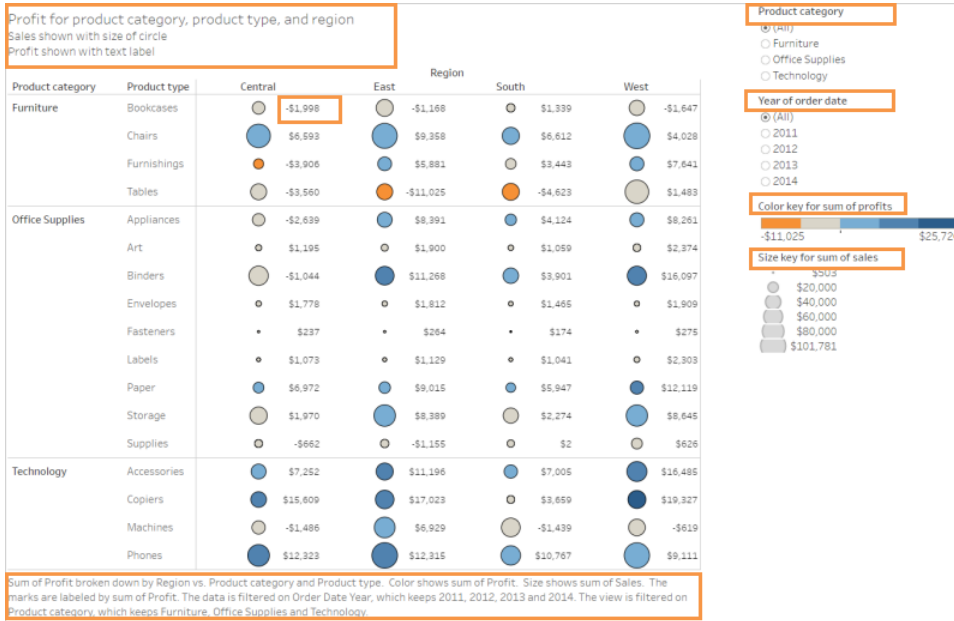 Profit for product category, product type, and region
Sales shown with size of circle
Profit shown with text label
Region
Product category Product type Central East South West
Furniture Bookcases -$1,998 -$1,168 $1,339 -$1,647
Chairs $6,593 $9,358 $6,612 $4,028
Furnishings -$3,906 $5,881 $3,443 $7,641
Tables -$3,560 -$11,025 -$4,623 $1,483
Office Supplies Appliances -$2,639 $8,391 $4,124 $8,261
Art $1,195 $1,900 $1,059 $2,374
Binders -$1,044 $11,268 $3,901 $16,097
Envelopes $1,778 $1,812 $1,465 $1,909
Fasteners $237 $264 $174 $275
Labels $1,073 $1,129 $1,041 $2,303
Paper $6,972 $9,015 $5,947 $12,119
Storage $1,970 $8,389 $2,274 $8,645
Supplies -$662 -$1,155 $2 $626
Technology Accessories $7,252 $11,196 $7,005 $16,485
Copiers $15,609 $17,023 $3,659 $19,327
Machines -$1,486 $6,929 -$1,439 -$619
Phones $12,323 $12,315 $10,767 $9,111
Sum of Profit broken down by Region vs. Product category and Product type. Color shows sum of Profit. Size shows sum of Sales. The
marks are labeled by sum of Profit. The data is filtered on Order Date Year, which keeps 2011, 2012, 2013 and 2014. The view is filtered on
Product category, which keeps Furniture, Office Supplies and Technology.
Product category
(All)
Furniture
Office Supplies
Technology
Year of order date
(All)
2011
2012
2013
2014
Color key for sum of profits
-$11,025
Size key for sum of sales
$503
$20,000
$40,000
$60,000
$80,000
$101,781